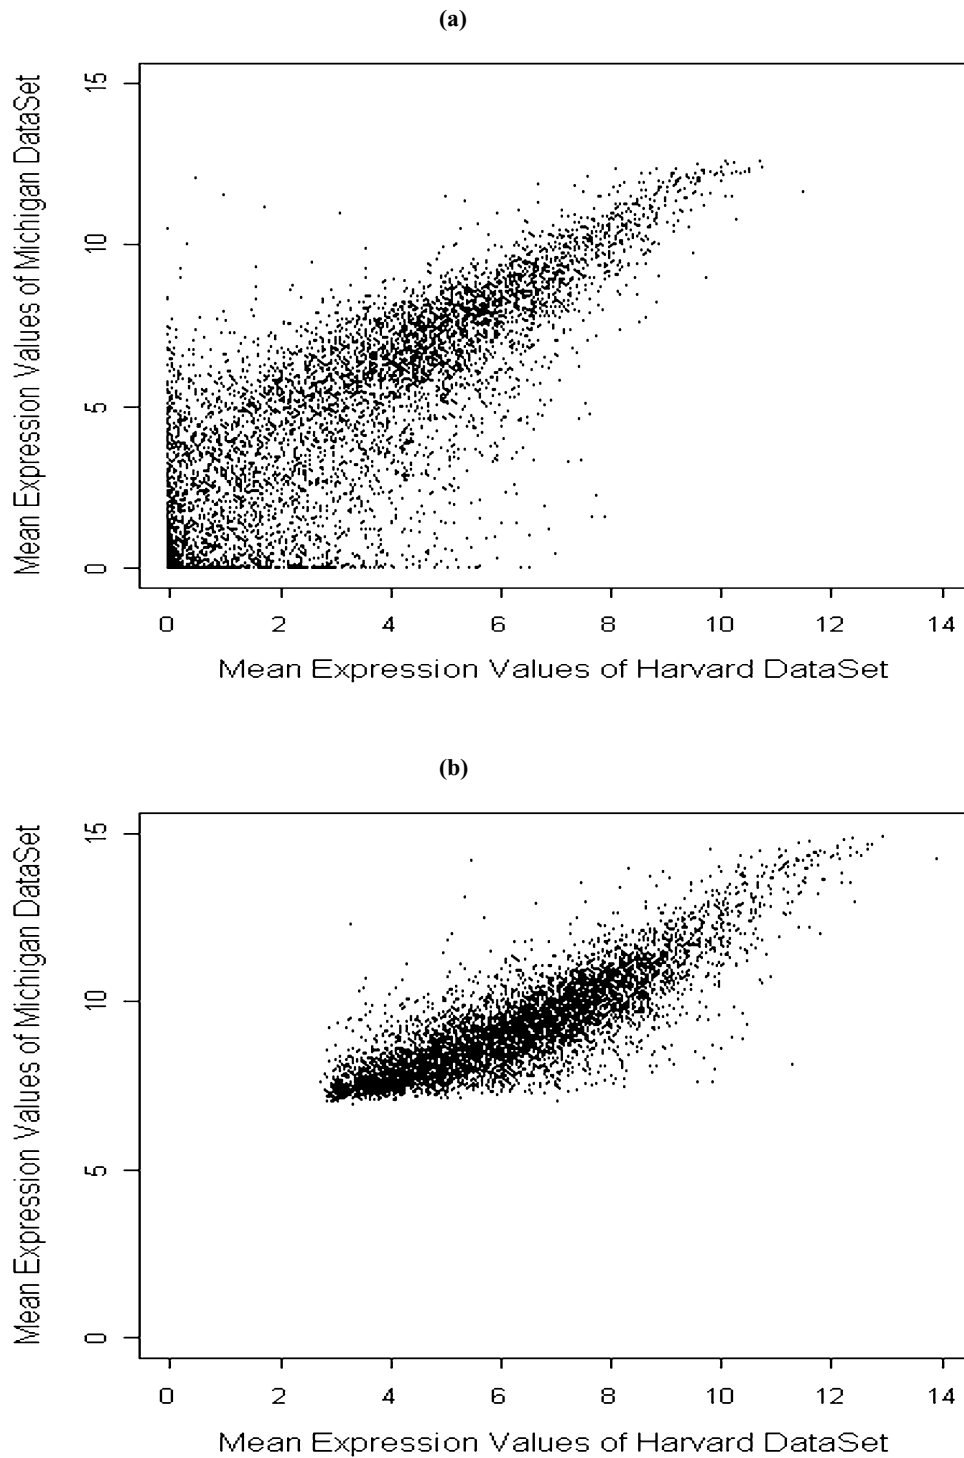 (a)
Mean Expression Values of Michigan DataSet
15
10
5
0
0 2 4 6 8 10 12 14
Mean Expression Values of Harvard DataSet
(b)
Mean Expression Values of Michigan DataSet
15
10
5
0
0 2 4 6 8 10 12 14
Mean Expression Values of Harvard DataSet